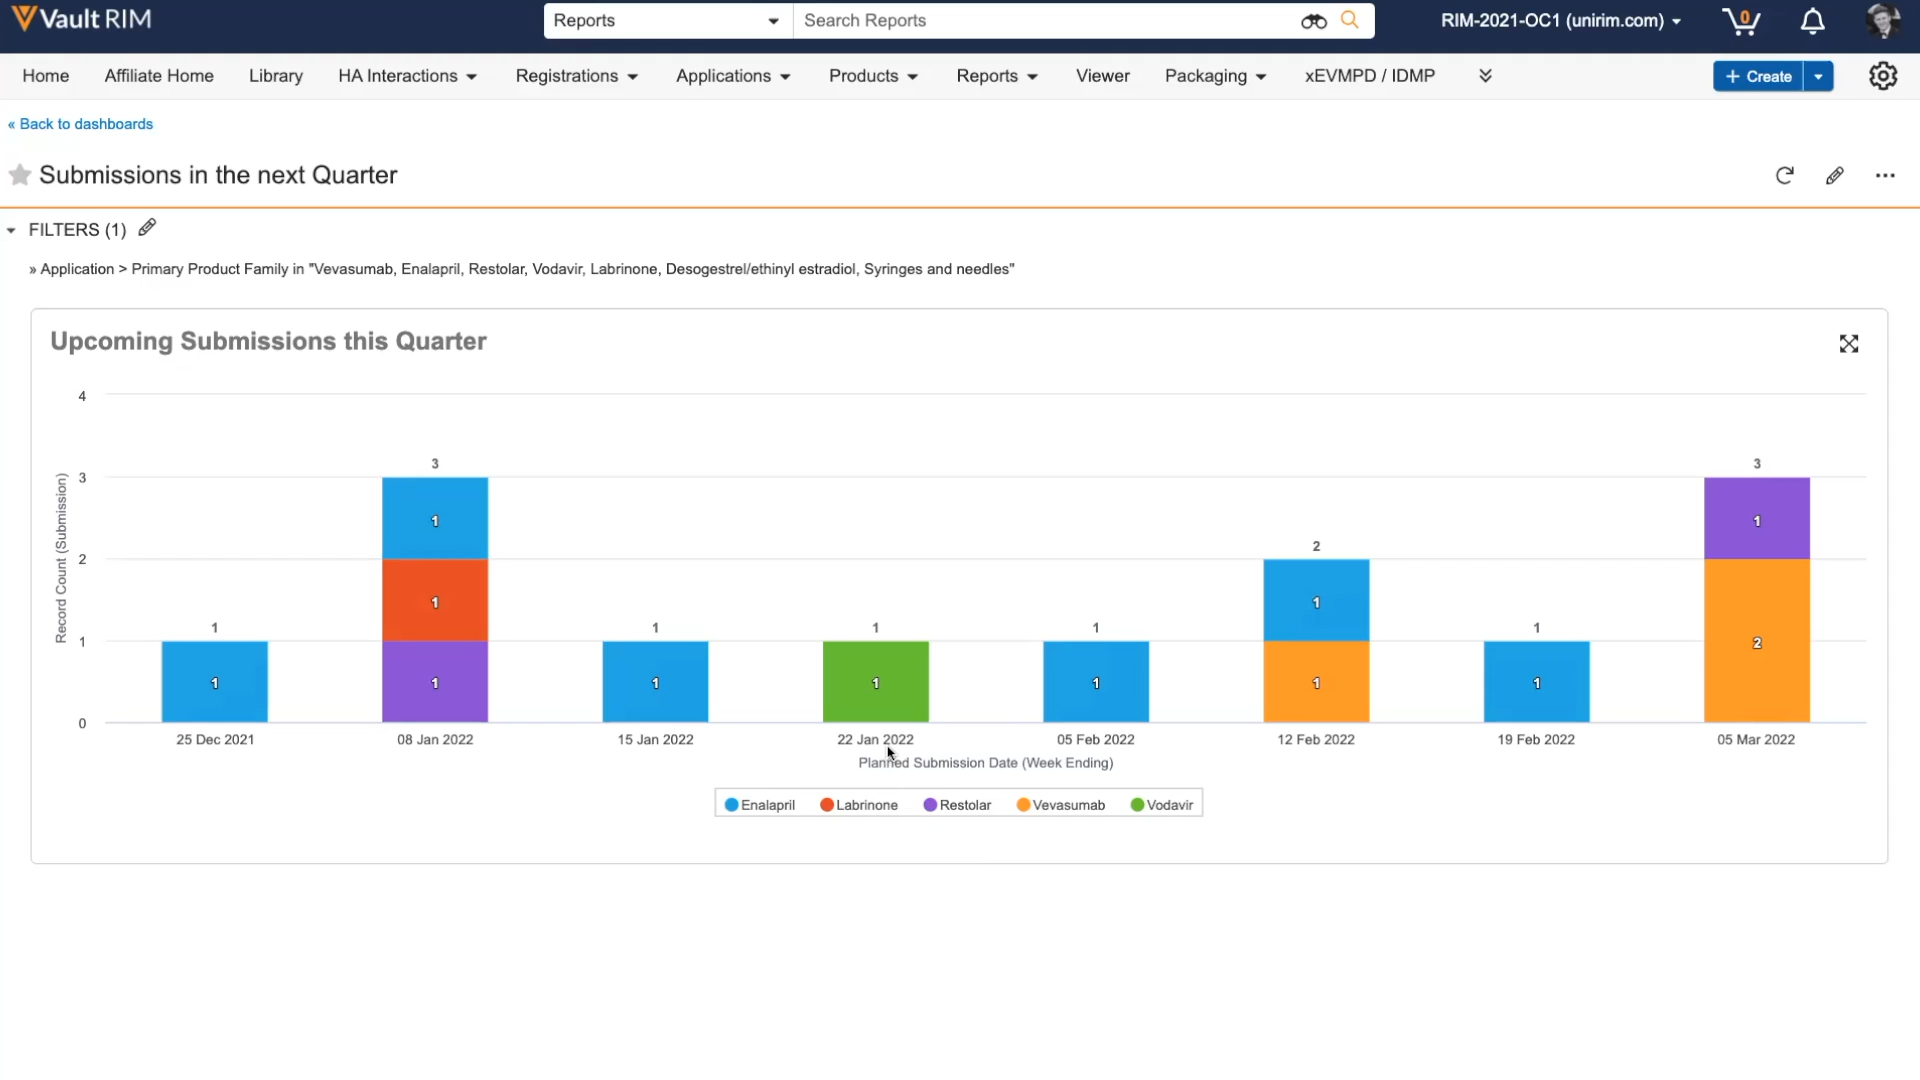 Vault RIM
Reports
Search Reports
RIM-2021-OC1 (unirim.com)
0
Home
Affiliate Home
Library
HA Interactions
Registrations
Applications
Products
Reports
Viewer
Packaging
xEVMPD / IDMP
+ Create
« Back to dashboards
Submissions in the next Quarter
FILTERS (1)
» Application > Primary Product Family in "Vevasumab, Enalapril, Restolar, Vodavir, Labrinone, Desogestrel/ethinyl estradiol, Syringes and needles"
Upcoming Submissions this Quarter
Record Count (Submission)
4
3
2
1
0
1
1
3
1
1
1
1
1
1
1
1
1
2
1
1
1
1
3
1
2
25 Dec 2021
08 Jan 2022
15 Jan 2022
22 Jan 2022
05 Feb 2022
12 Feb 2022
19 Feb 2022
05 Mar 2022
Planned Submission Date (Week Ending)
Enalapril
Labrinone
Restolar
Vevasumab
Vodavir